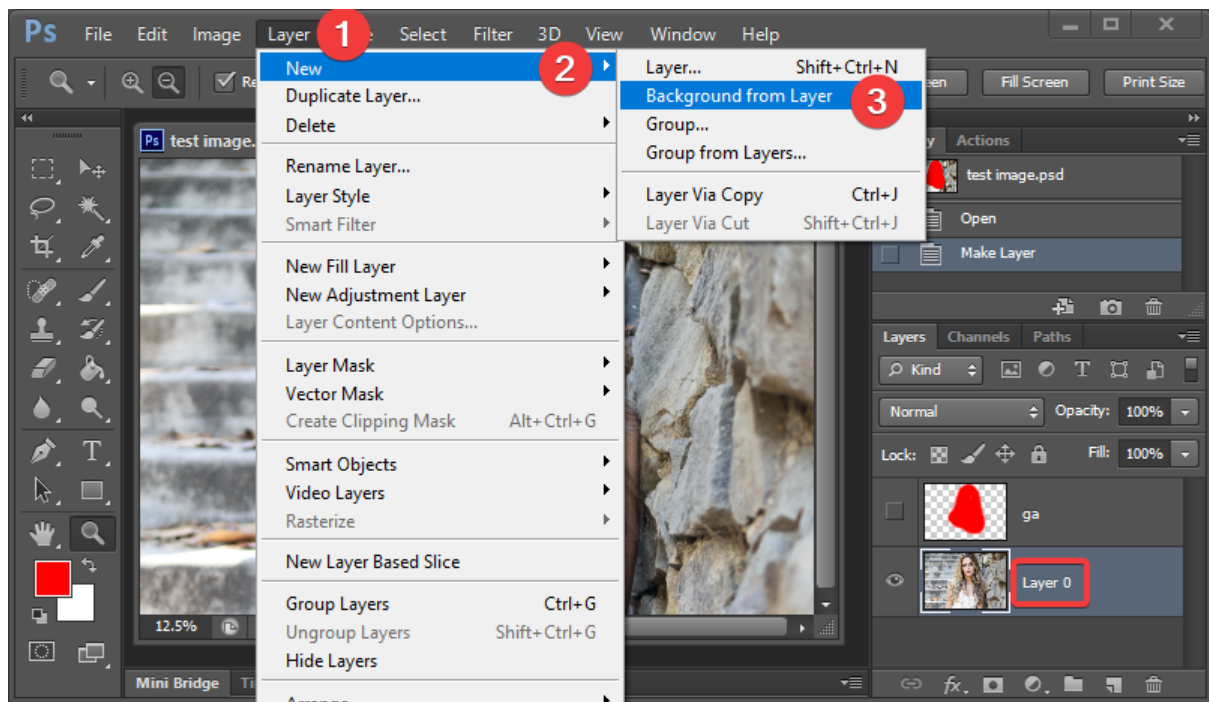 Ps File Edit Image Layer 1 Select Filter 3D View Window Help
New 2
Duplicate Layer...
Delete
Rename Layer...
Layer Style
Smart Filter
New Fill Layer
New Adjustment Layer
Layer Content Options...
Layer Mask
Vector Mask
Create Clipping Mask Alt+Ctrl+G
Smart Objects
Video Layers
Rasterize
New Layer Based Slice
Group Layers Ctrl+G
Ungroup Layers Shift+Ctrl+G
Hide Layers
Arrange
Layer... Shift+Ctrl+N
Background from Layer 3
Group...
Group from Layers...
Layer Via Copy Ctrl+J
Layer Via Cut Shift+Ctrl+J
Fill Screen Print Size
Ps test image.
12.5%
Mini Bridge
Actions
test image.psd
Open
Make Layer
Layers Channels Paths
Kind T
Normal Opacity: 100%
Lock: Fill: 100%
ga
Layer 0
fx